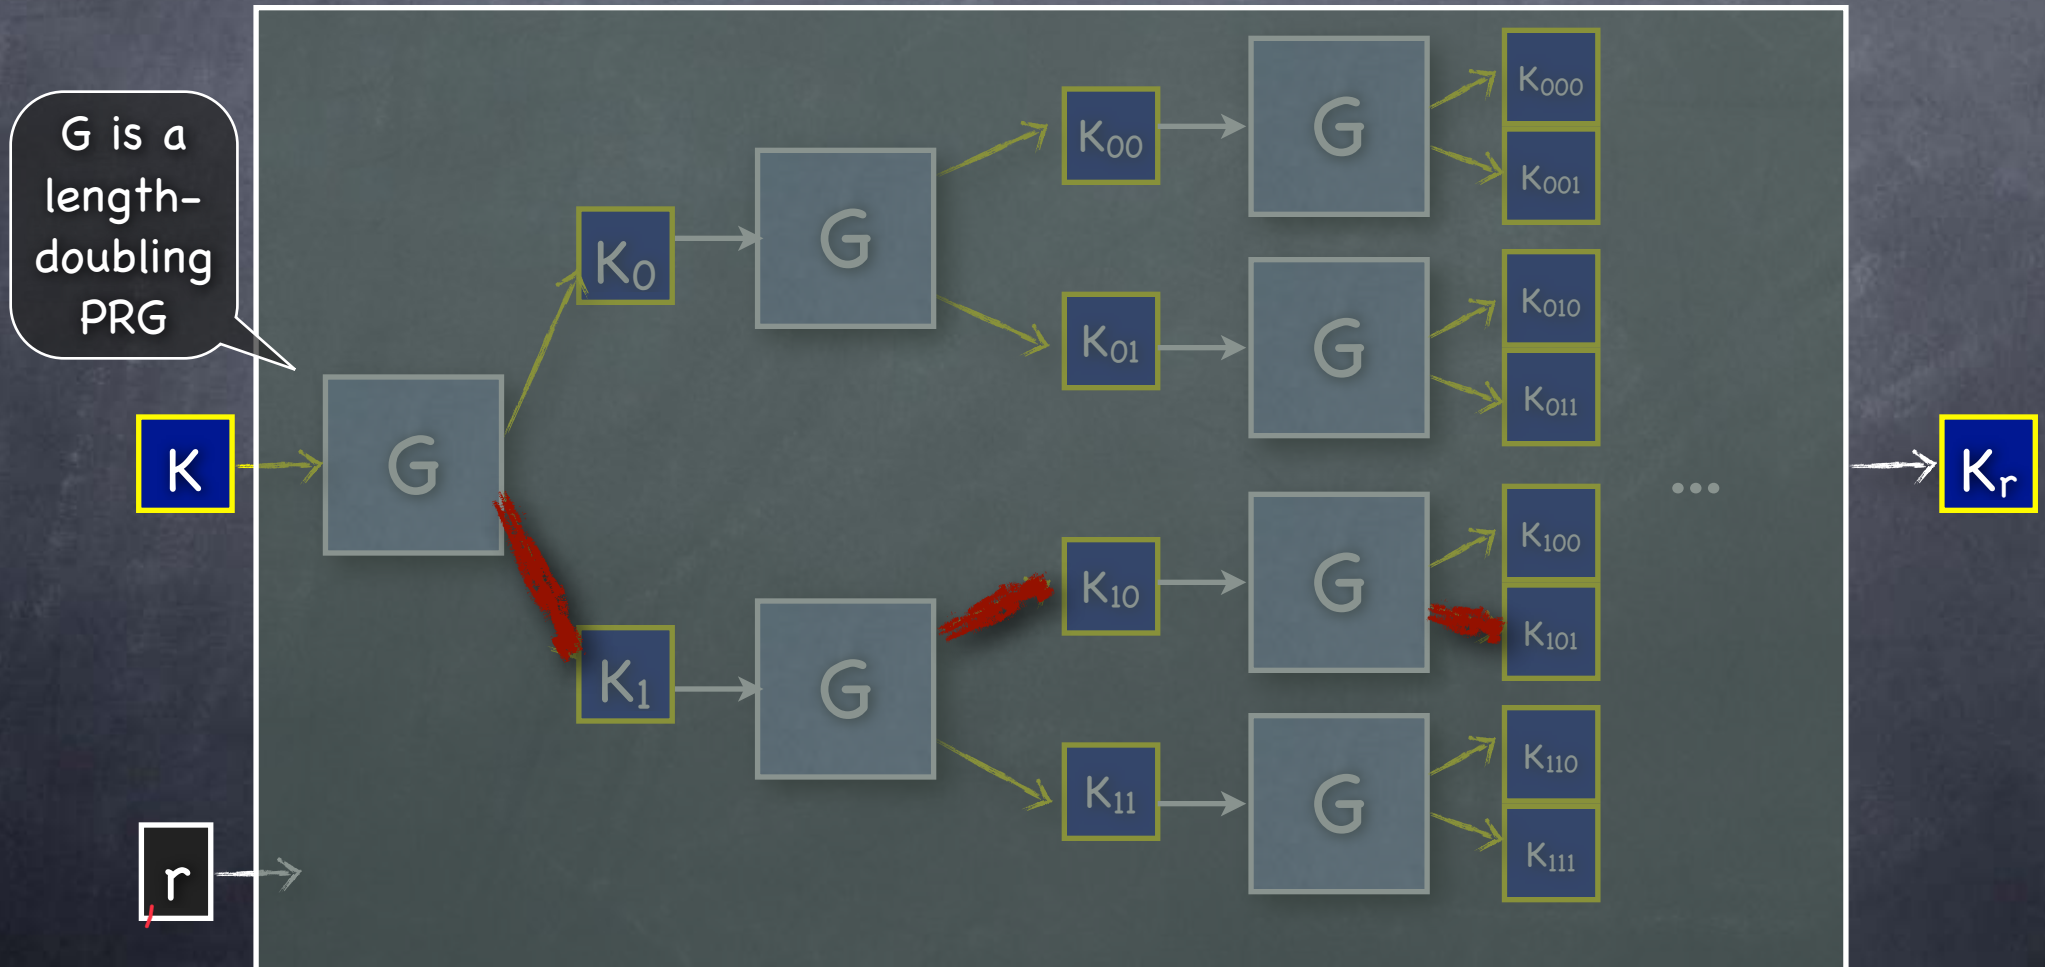 G is a
length-
doubling
PRG
K
r
G
K₀
K₁
G
G
K₀₀
K₀₁
K₁₀
K₁₁
G
G
G
G
K₀₀₀
K₀₀₁
K₀₁₀
K₀₁₁
K₁₀₀
K₁₀₁
K₁₁₀
K₁₁₁
...
Kᵣ